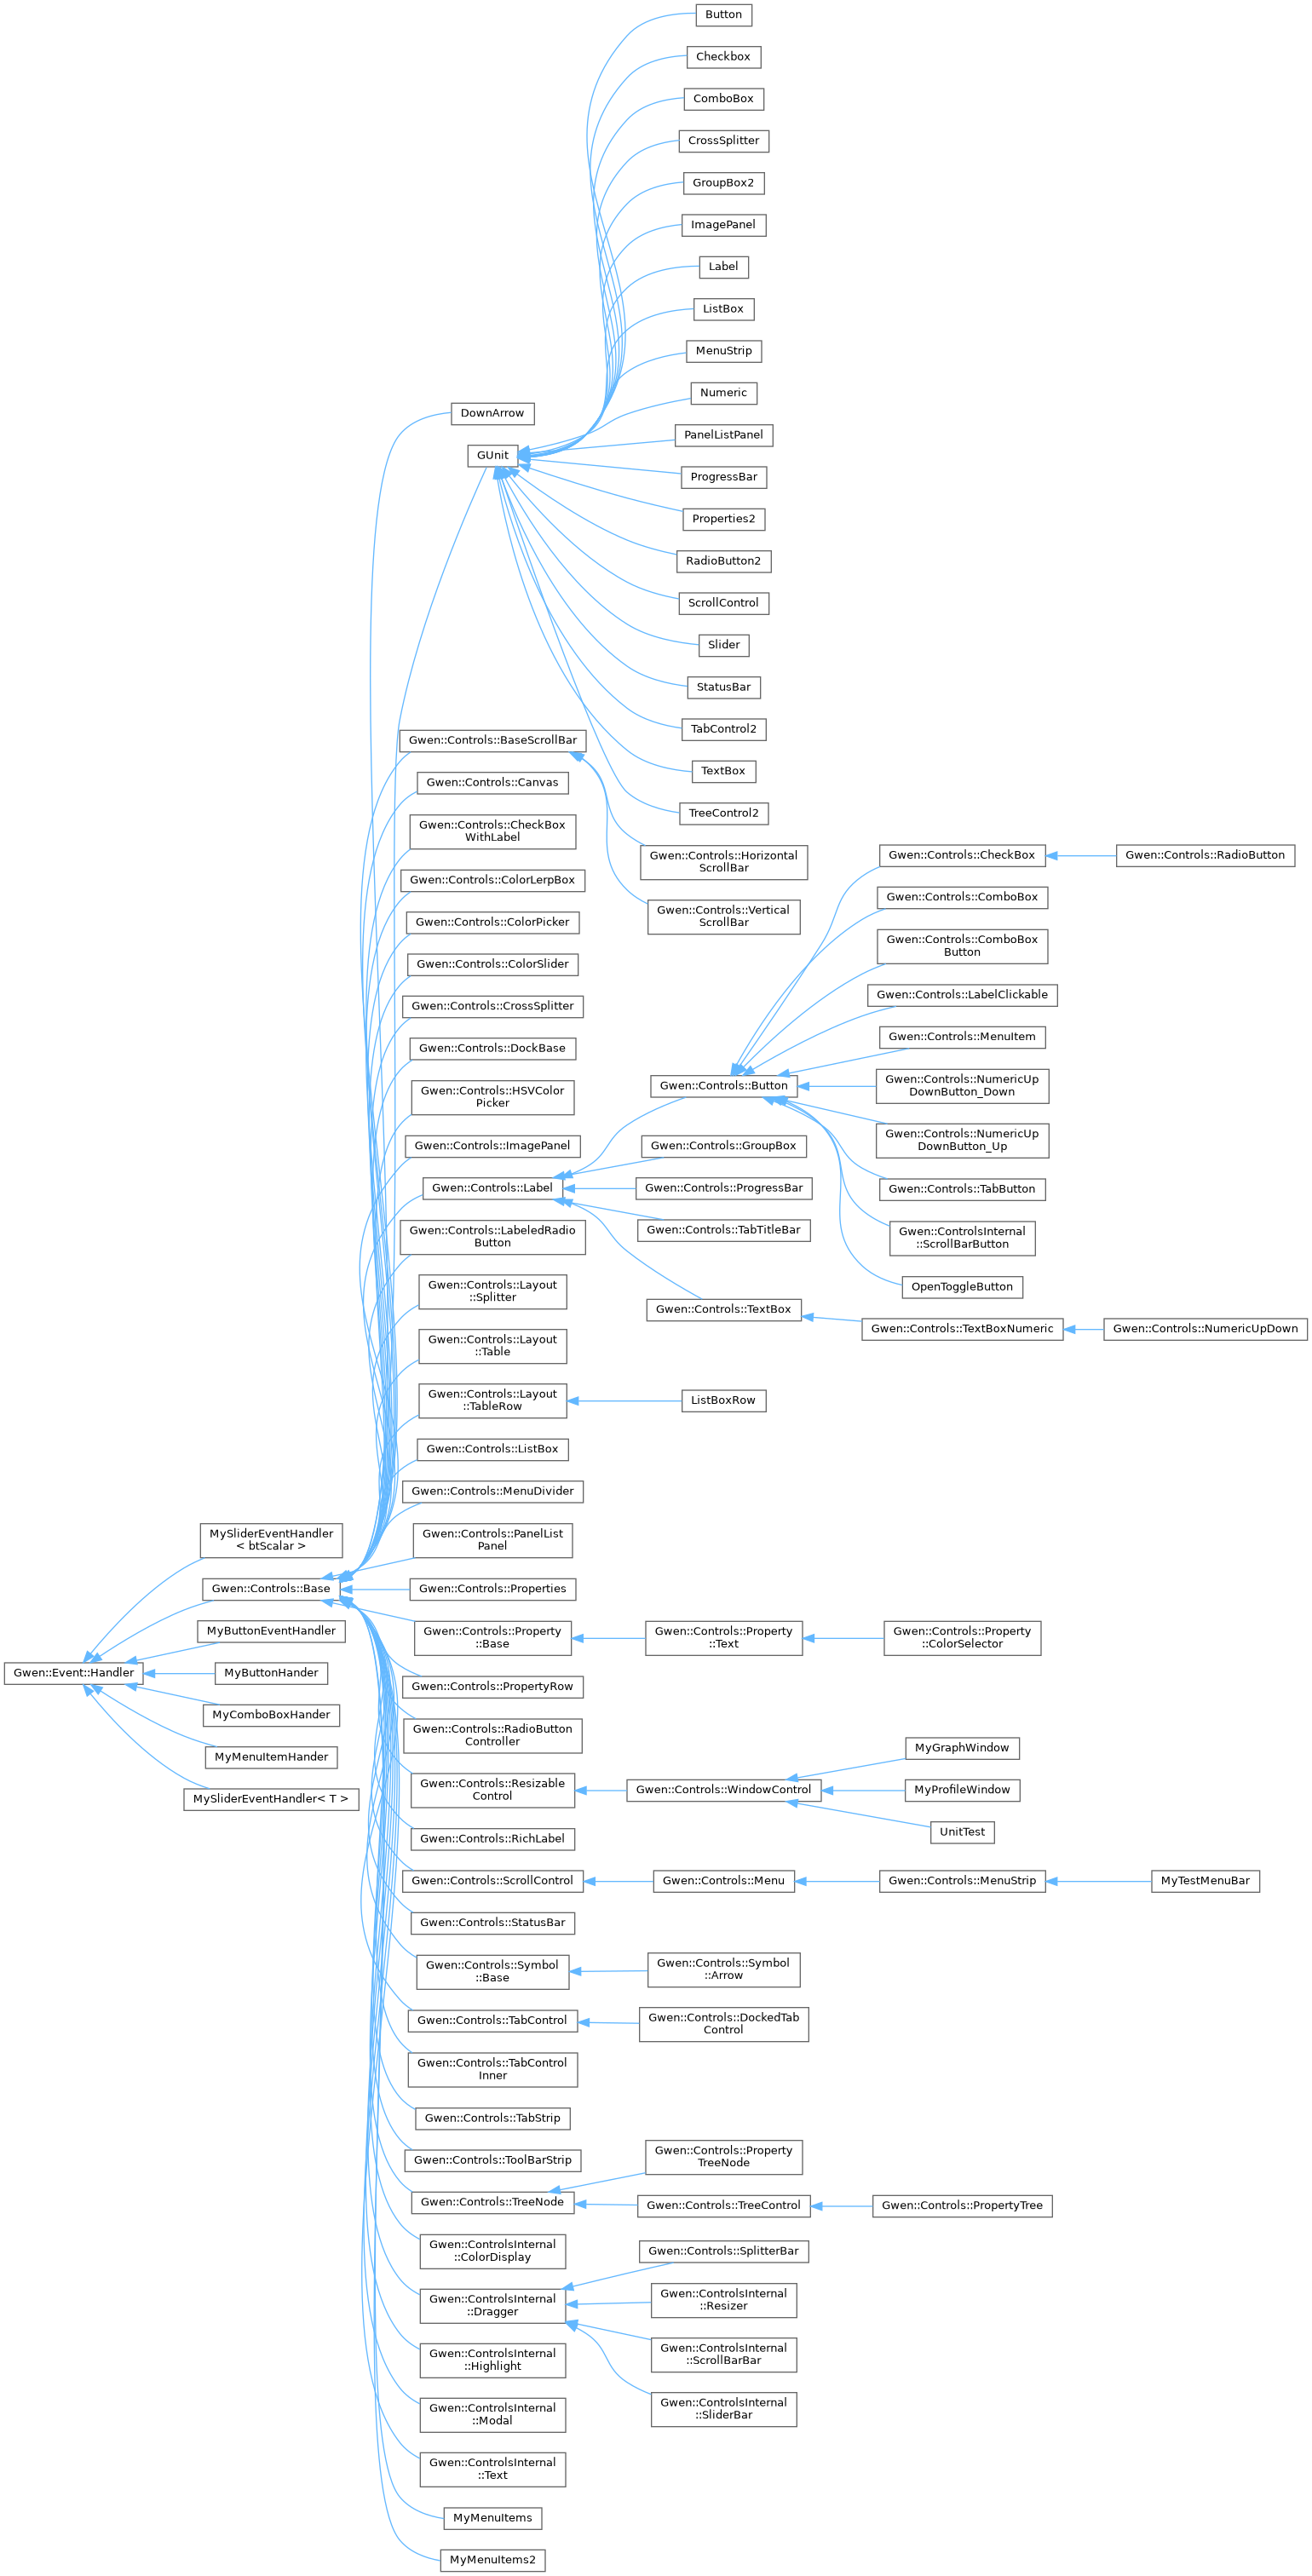 Button
Checkbox
ComboBox
CrossSplitter
GroupBox2
ImagePanel
Label
ListBox
MenuStrip
Numeric
DownArrow
PanelListPanel
GUnit
ProgressBar
Properties2
RadioButton2
ScrollControl
Slider
StatusBar
TabControl2
Gwen::Controls::BaseScrollBar
TextBox
Gwen::Controls::Canvas
TreeControl2
Gwen::Controls::CheckBox
WithLabel
Gwen::Controls::Horizontal
ScrollBar
Gwen::Controls::CheckBox
Gwen::Controls::RadioButton
Gwen::Controls::ColorLerpBox
Gwen::Controls::ComboBox
Gwen::Controls::ColorPicker
Gwen::Controls::Vertical
ScrollBar
Gwen::Controls::ComboBox
Button
Gwen::Controls::ColorSlider
Gwen::Controls::LabelClickable
Gwen::Controls::CrossSplitter
Gwen::Controls::MenuItem
Gwen::Controls::DockBase
Gwen::Controls::Button
Gwen::Controls::NumericUp
DownButton_Down
Gwen::Controls::HSVColor
Picker
Gwen::Controls::NumericUp
DownButton_Up
Gwen::Controls::ImagePanel
Gwen::Controls::GroupBox
Gwen::Controls::Label
Gwen::Controls::ProgressBar
Gwen::Controls::TabButton
Gwen::Controls::LabeledRadio
Button
Gwen::Controls::TabTitleBar
Gwen::ControlsInternal
::ScrollBarButton
Gwen::Controls::Layout
::Splitter
OpenToggleButton
Gwen::Controls::TextBox
Gwen::Controls::TextBoxNumeric
Gwen::Controls::NumericUpDown
Gwen::Controls::Layout
::Table
Gwen::Controls::Layout
::TableRow
ListBoxRow
Gwen::Controls::ListBox
Gwen::Controls::MenuDivider
MySliderEventHandler
< btScalar >
Gwen::Controls::PanelList
Panel
Gwen::Controls::Base
Gwen::Controls::Properties
MyButtonEventHandler
Gwen::Controls::Property
::Base
Gwen::Controls::Property
::Text
Gwen::Controls::Property
::ColorSelector
Gwen::Event::Handler
MyButtonHander
Gwen::Controls::PropertyRow
MyComboBoxHander
Gwen::Controls::RadioButton
Controller
MyMenuItemHander
MyGraphWindow
MySliderEventHandler< T >
Gwen::Controls::Resizable
Control
Gwen::Controls::WindowControl
MyProfileWindow
Gwen::Controls::RichLabel
UnitTest
Gwen::Controls::ScrollControl
Gwen::Controls::Menu
Gwen::Controls::MenuStrip
MyTestMenuBar
Gwen::Controls::StatusBar
Gwen::Controls::Symbol
::Base
Gwen::Controls::Symbol
::Arrow
Gwen::Controls::TabControl
Gwen::Controls::DockedTab
Control
Gwen::Controls::TabControl
Inner
Gwen::Controls::TabStrip
Gwen::Controls::ToolBarStrip
Gwen::Controls::Property
TreeNode
Gwen::Controls::TreeNode
Gwen::Controls::TreeControl
Gwen::Controls::PropertyTree
Gwen::ControlsInternal
::ColorDisplay
Gwen::Controls::SplitterBar
Gwen::ControlsInternal
::Dragger
Gwen::ControlsInternal
::Resizer
Gwen::ControlsInternal
::Highlight
Gwen::ControlsInternal
::ScrollBarBar
Gwen::ControlsInternal
::Modal
Gwen::ControlsInternal
::SliderBar
Gwen::ControlsInternal
::Text
MyMenuItems
MyMenuItems2